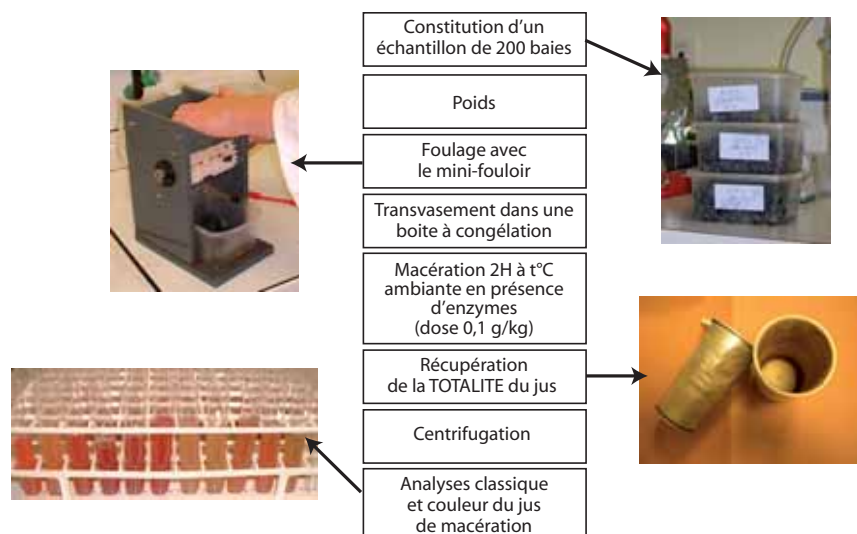 Constitution d'un
échantillon de 200 baies
Poids
Foulage avec
le mini-fouloir
Transvasement dans une
boite à congélation
Macération 2H à t°C
ambiante en présence
d'enzymes
(dose 0,1 g/kg)
Récupération
de la TOTALITE du jus
Centrifugation
Analyses classique
et couleur du jus
de macération